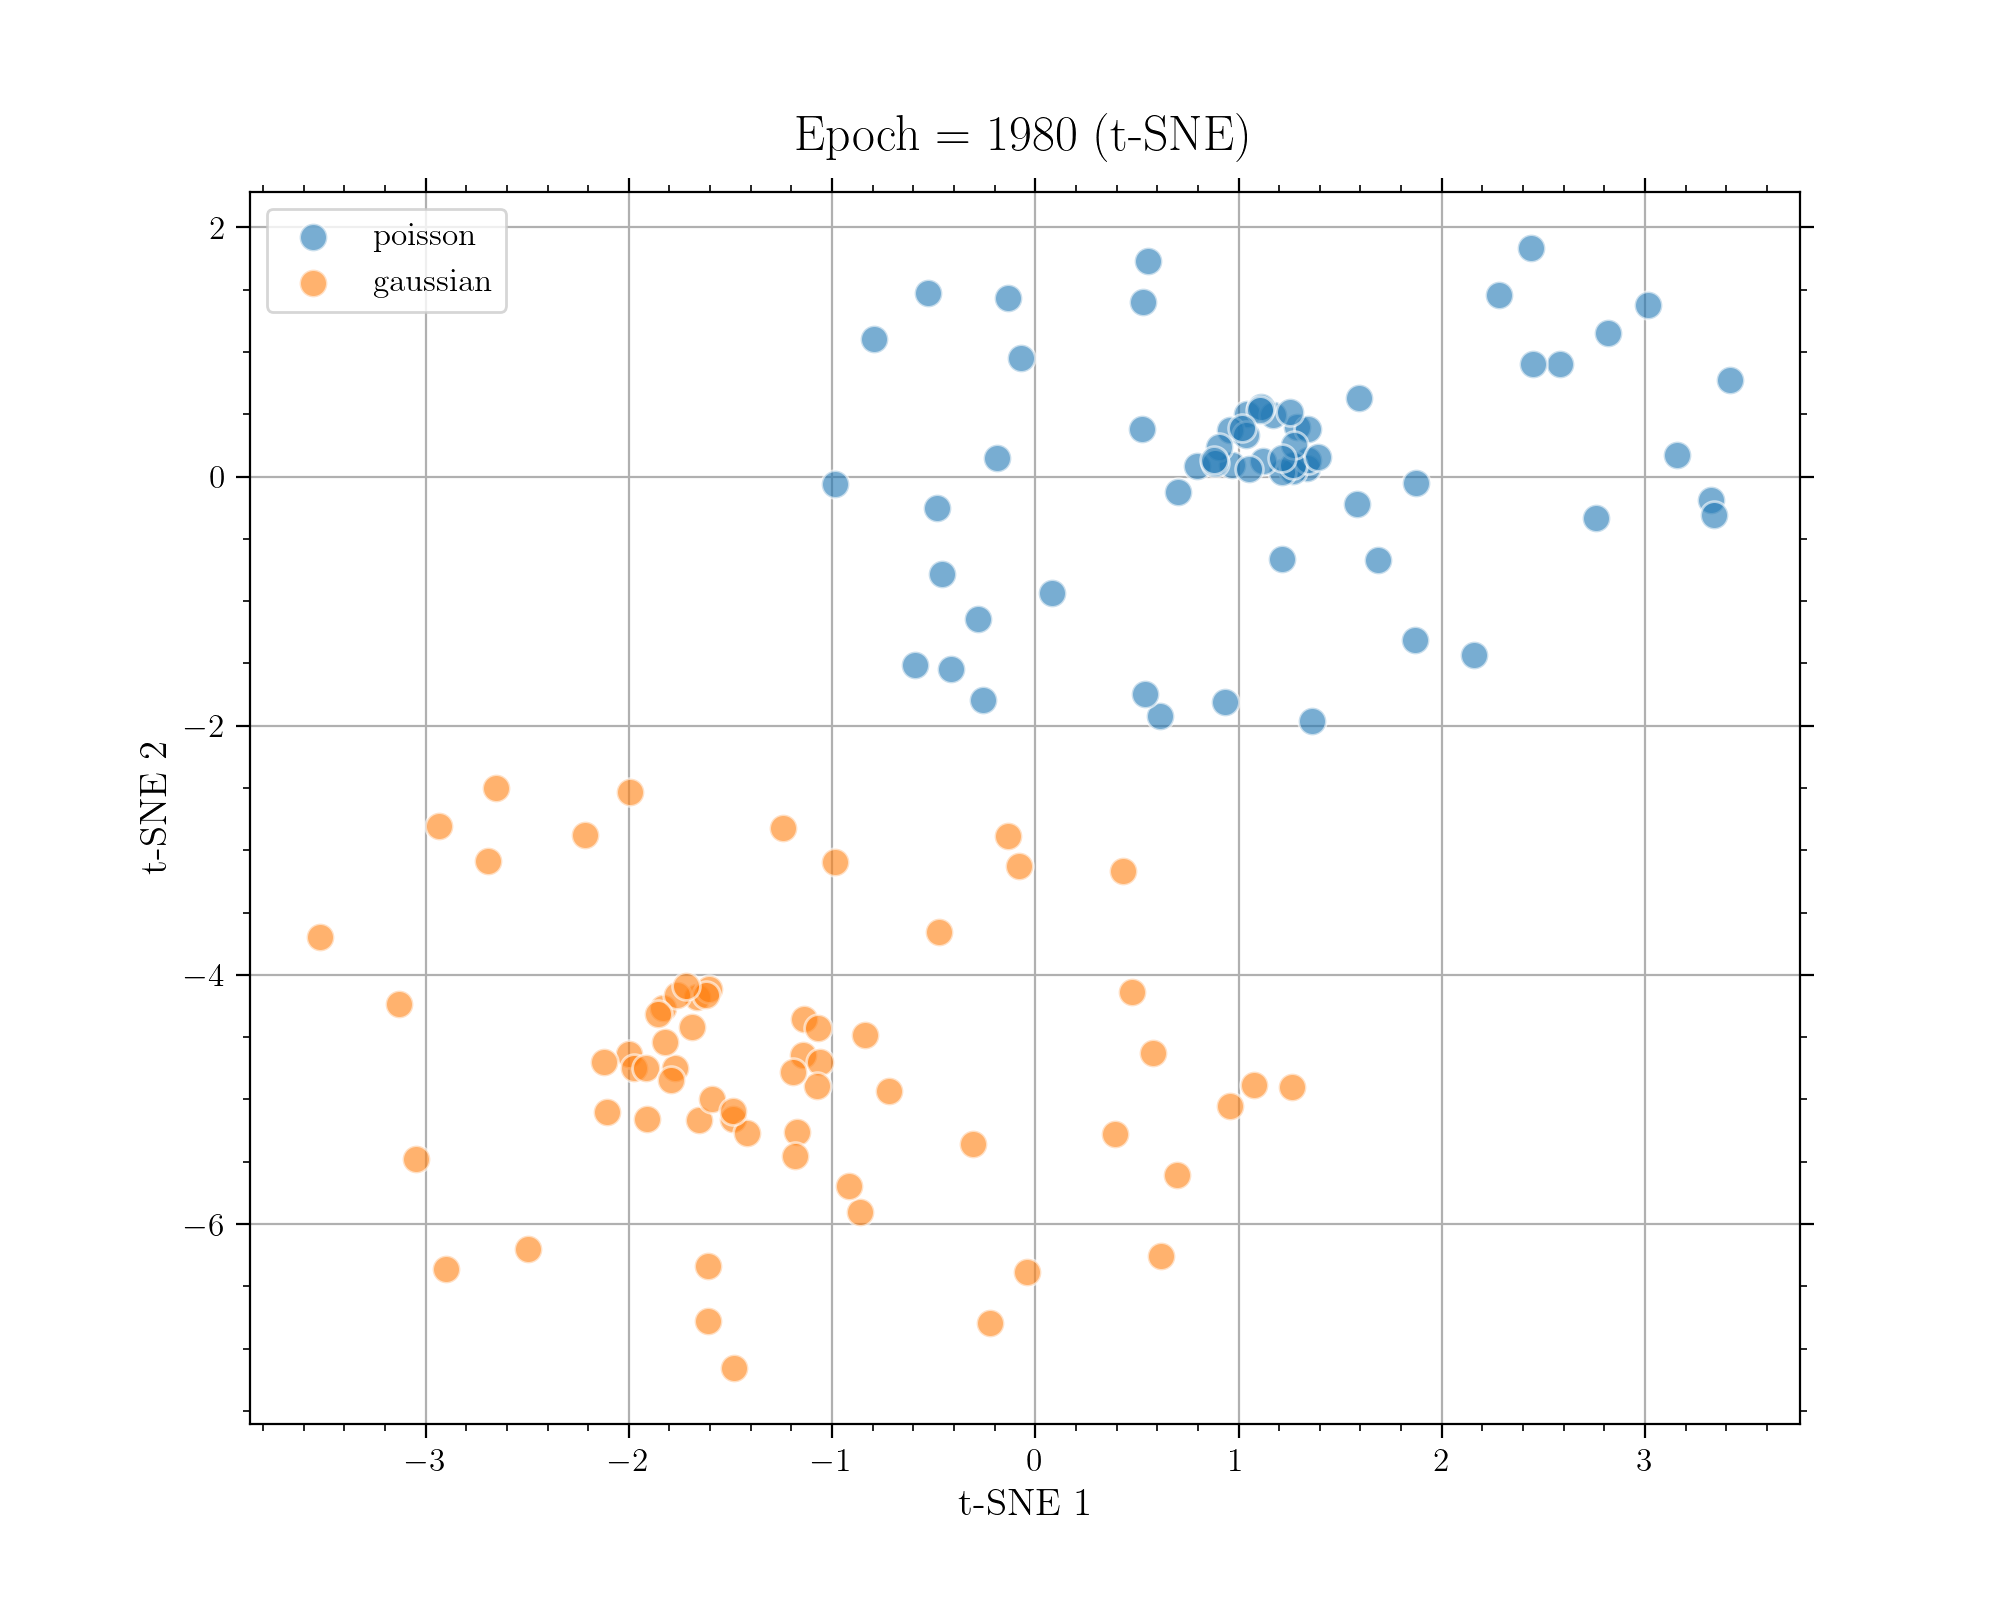 Epoch = 1980 (t-SNE)
poisson
gaussian
2
0
−2
−4
−6
t-SNE 2
−3 −2 −1 0 1 2 3
t-SNE 1